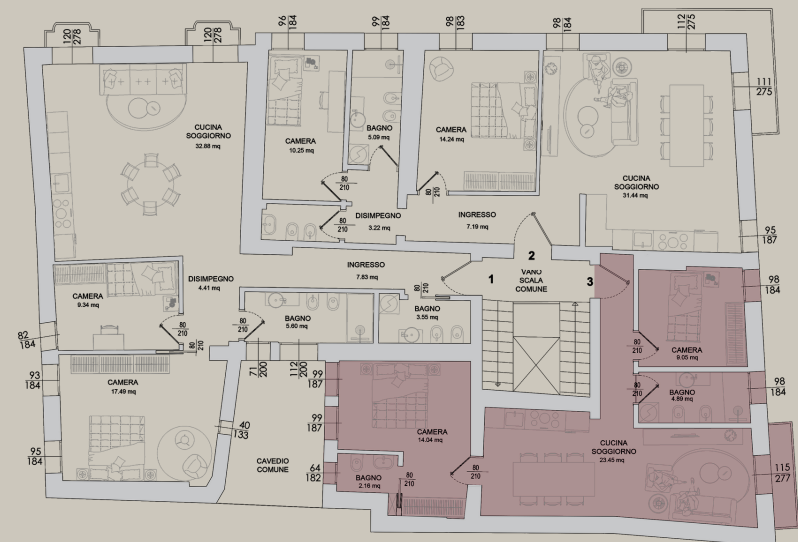 120
278
120
278
96
184
99
184
98
183
98
184
112
275
111
275
CUCINA
SOGGIORNO
32.88 mq
CAMERA
10.25 mq
BAGNO
5.09 mq
CAMERA
14.24 mq
CUCINA
SOGGIORNO
31.44 mq
80
210
80
210
80
210
DISIMPEGNO
3.22 mq
INGRESSO
7.19 mq
95
187
INGRESSO
7.83 mq
80
210
1
2
VANO
SCALA
COMUNE
3
98
184
DISIMPEGNO
4.41 mq
CAMERA
9.34 mq
82
184
80
210
80
210
80
210
BAGNO
5.60 mq
BAGNO
3.55 mq
80
210
CAMERA
9.05 mq
71
200
112
200
93
184
CAMERA
17.49 mq
99
187
99
187
80
210
BAGNO
4.89 mq
98
184
40
133
CAMERA
14.04 mq
CUCINA
SOGGIORNO
23.45 mq
95
184
CAVEDIO
COMUNE
64
182
BAGNO
2.16 mq
80
210
80
210
115
277